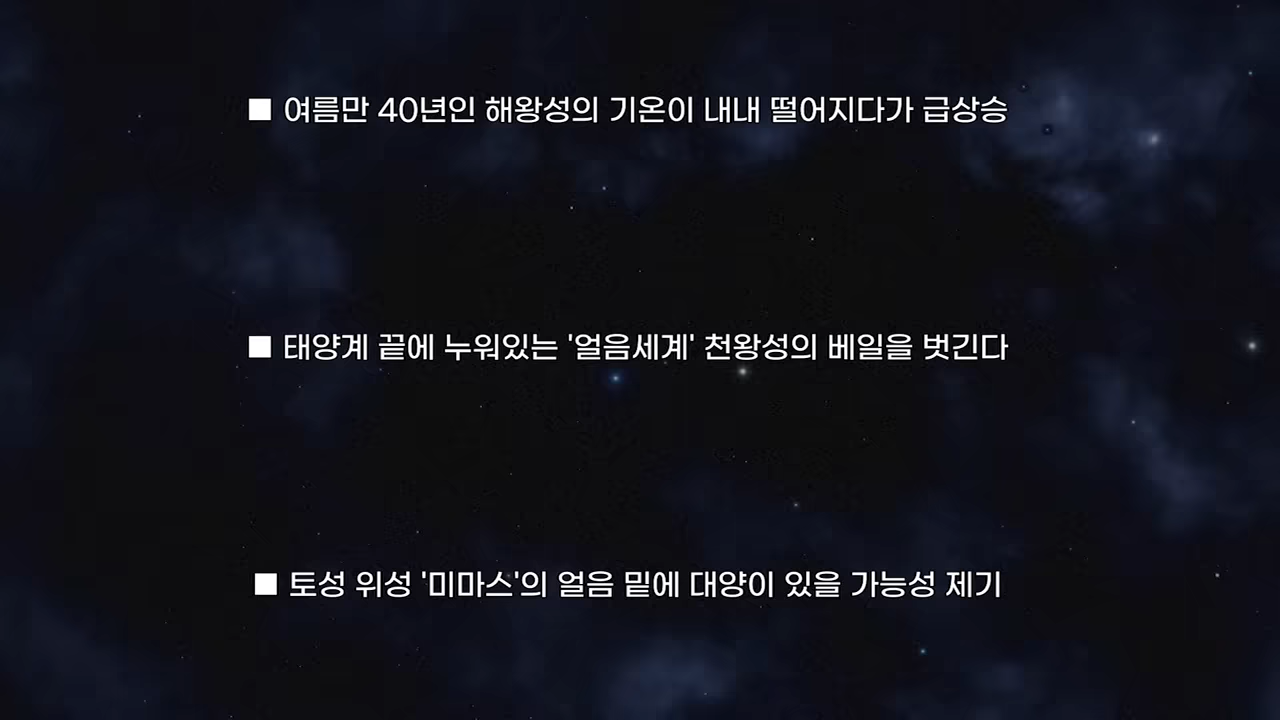 ■ 여름만 40년인 해왕성의 기온이 내내 떨어지다가 급상승
■ 태양계 끝에 누워있는 '얼음세계' 천왕성의 베일을 벗긴다
■ 토성 위성 '미마스'의 얼음 밑에 대양이 있을 가능성 제기